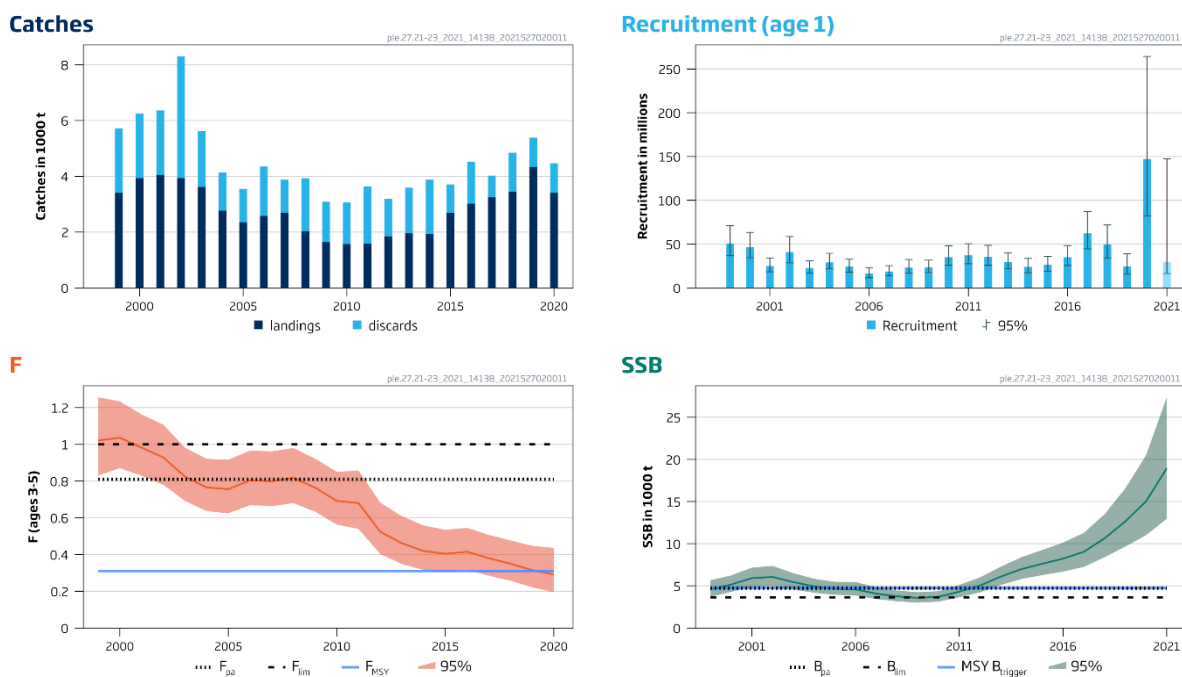 Catches
ple.27.21-23_2021_14138_2021527020011
Catches in 1000 t
8
6
4
2
0
2000 2005 2010 2015 2020
landings discards
Recruitment (age 1)
ple.27.21-23_2021_14138_2021527020011
Recruitment in millions
250
200
150
100
50
0
2001 2006 2011 2016 2021
Recruitment 95%
F
ple.27.21-23_2021_14138_2021527020011
F (ages 3-5)
1.2
1
0.8
0.6
0.4
0.2
0
2000 2005 2010 2015 2020
Fpa Flim FMSY 95%
SSB
ple.27.21-23_2021_14138_2021527020011
SSB in 1000 t
25
20
15
10
5
0
2001 2006 2011 2016 2021
Bpa Blim MSY Btrigger 95%